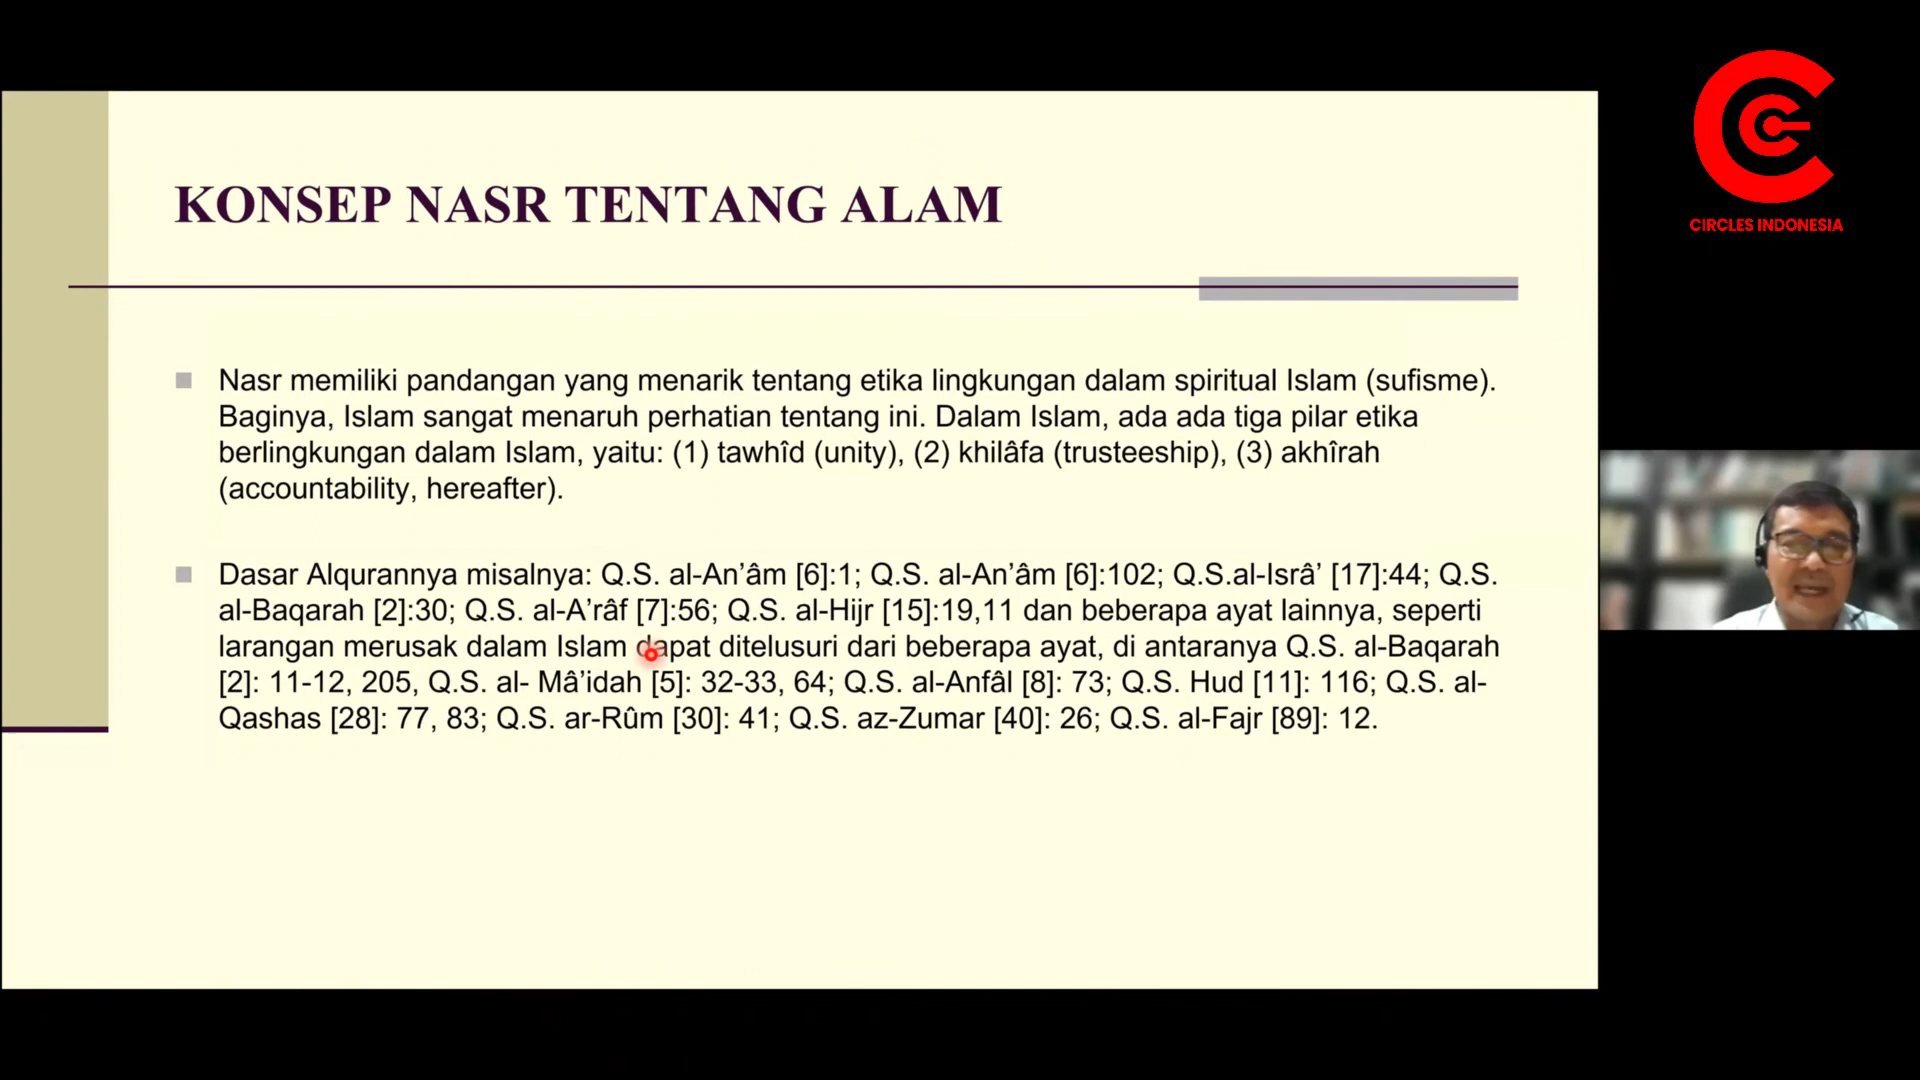 KONSEP NASR TENTANG ALAM
Nasr memiliki pandangan yang menarik tentang etika lingkungan dalam spiritual Islam (sufisme).
Baginya, Islam sangat menaruh perhatian tentang ini. Dalam Islam, ada ada tiga pilar etika
berlingkungan dalam Islam, yaitu: (1) tawhîd (unity), (2) khilâfa (trusteeship), (3) akhîrah
(accountability, hereafter).
Dasar Alqurannya misalnya: Q.S. al-An’âm [6]:1; Q.S. al-An’âm [6]:102; Q.S.al-Isrâ’ [17]:44; Q.S.
al-Baqarah [2]:30; Q.S. al-A’râf [7]:56; Q.S. al-Hijr [15]:19,11 dan beberapa ayat lainnya, seperti
larangan merusak dalam Islam dapat ditelusuri dari beberapa ayat, di antaranya Q.S. al-Baqarah
[2]: 11-12, 205, Q.S. al- Mâ’idah [5]: 32-33, 64; Q.S. al-Anfâl [8]: 73; Q.S. Hud [11]: 116; Q.S. al-
Qashas [28]: 77, 83; Q.S. ar-Rûm [30]: 41; Q.S. az-Zumar [40]: 26; Q.S. al-Fajr [89]: 12.
CIRCLES INDONESIA